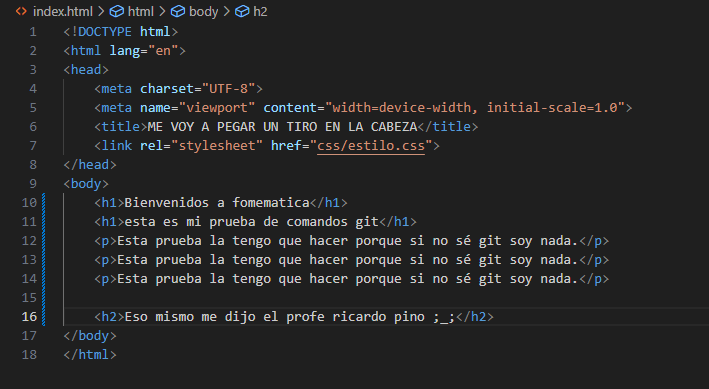 index.html > html > body > h2
1 <!DOCTYPE html>
2 <html lang="en">
3 <head>
4 <meta charset="UTF-8">
5 <meta name="viewport" content="width=device-width, initial-scale=1.0">
6 <title>ME VOY A PEGAR UN TIRO EN LA CABEZA</title>
7 <link rel="stylesheet" href="css/estilo.css">
8 </head>
9 <body>
10 <h1>Bienvenidos a fomematica</h1>
11 <h1>esta es mi prueba de comandos git</h1>
12 <p>Esta prueba la tengo que hacer porque si no sé git soy nada.</p>
13 <p>Esta prueba la tengo que hacer porque si no sé git soy nada.</p>
14 <p>Esta prueba la tengo que hacer porque si no sé git soy nada.</p>
15
16 <h2>Eso mismo me dijo el profe ricardo pino ;_;</h2>
17 </body>
18 </html>